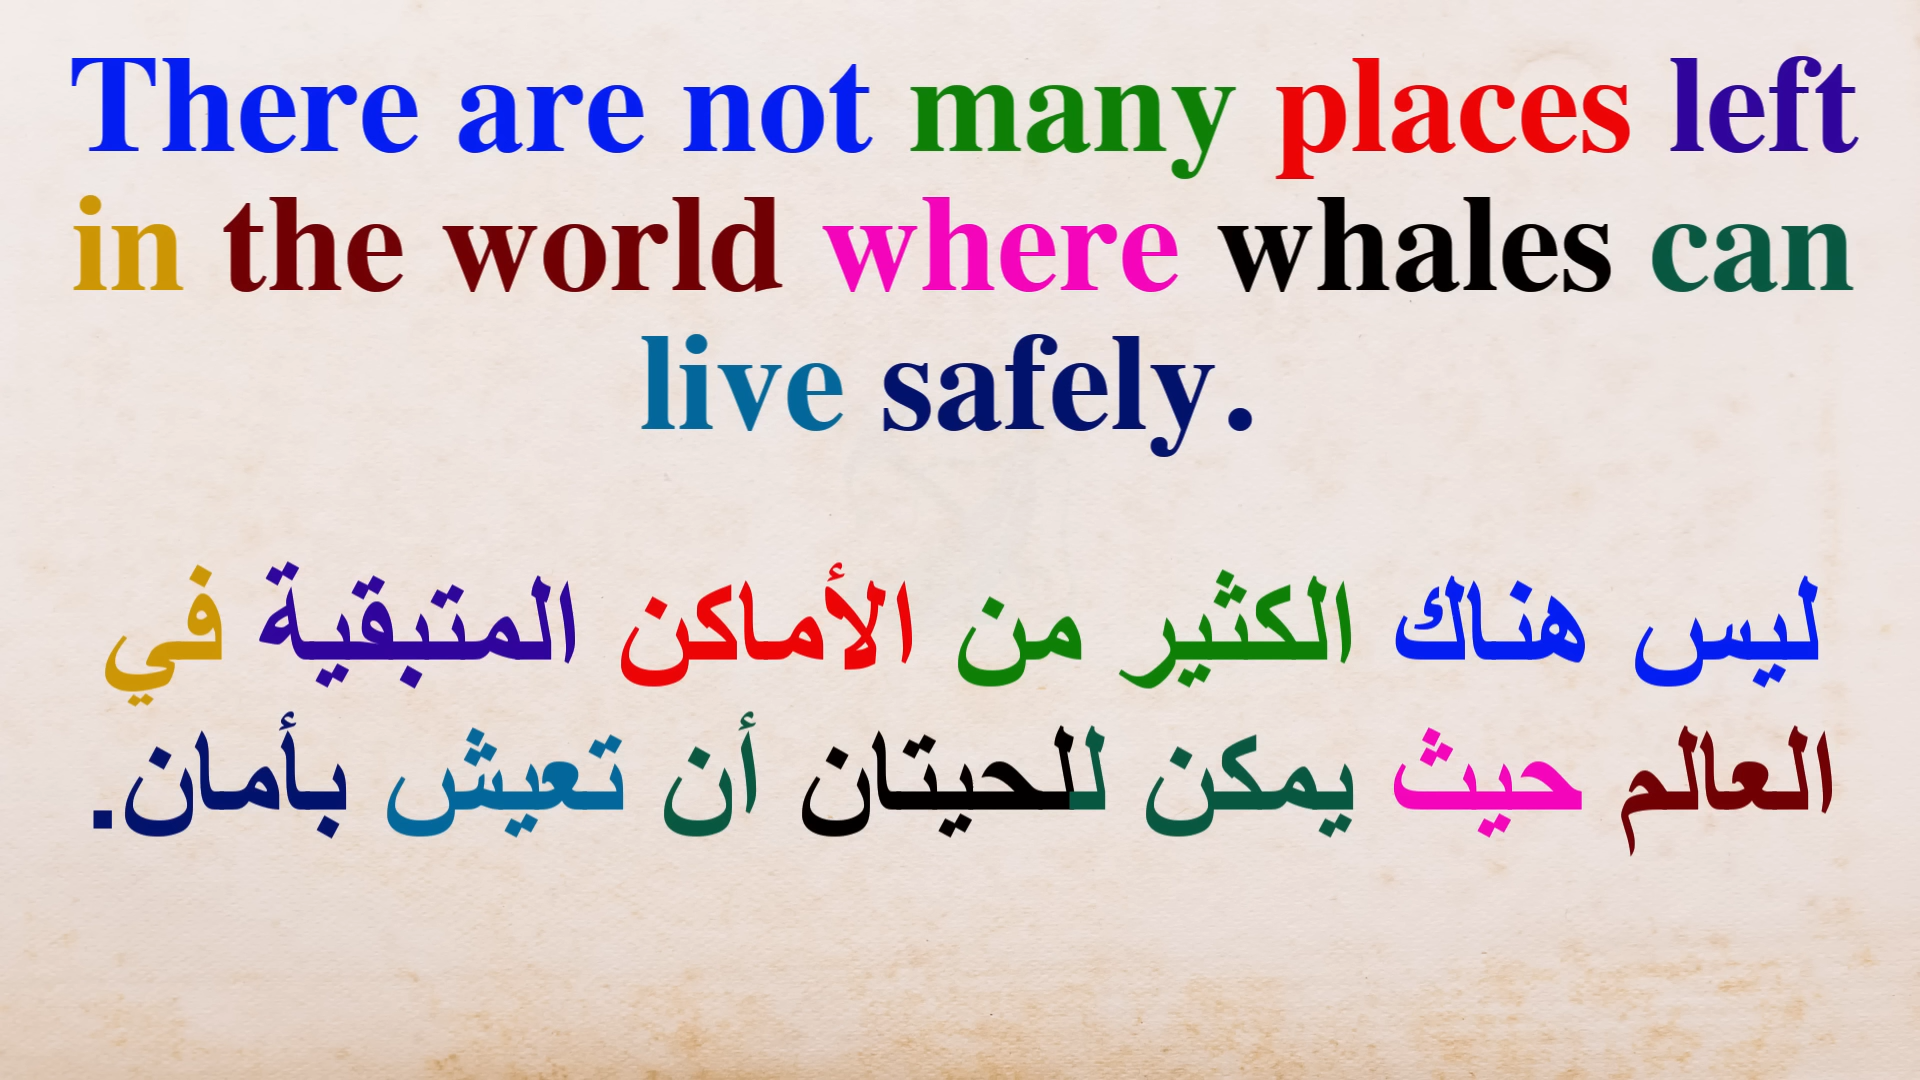 There are not many places left
in the world where whales can
live safely.
ليس هناك الكثير من الأماكن المتبقية في
العالم حيث يمكن للحيتان أن تعيش بأمان.